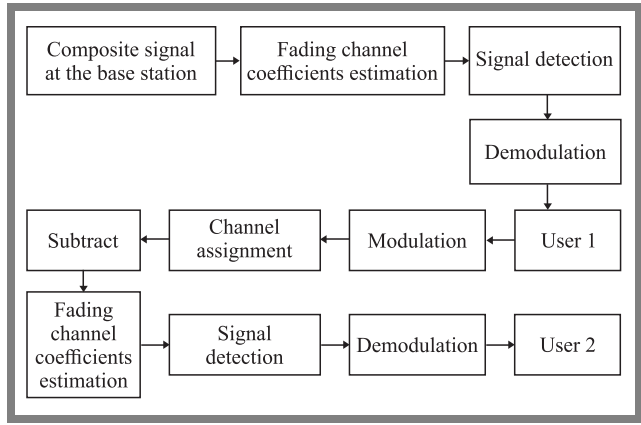 Composite signal
at the base station
Fading channel
coefficients estimation
Signal detection
Demodulation
User 1
Modulation
Channel
assignment
Subtract
Fading
channel
coefficients
estimation
Signal
detection
Demodulation
User 2